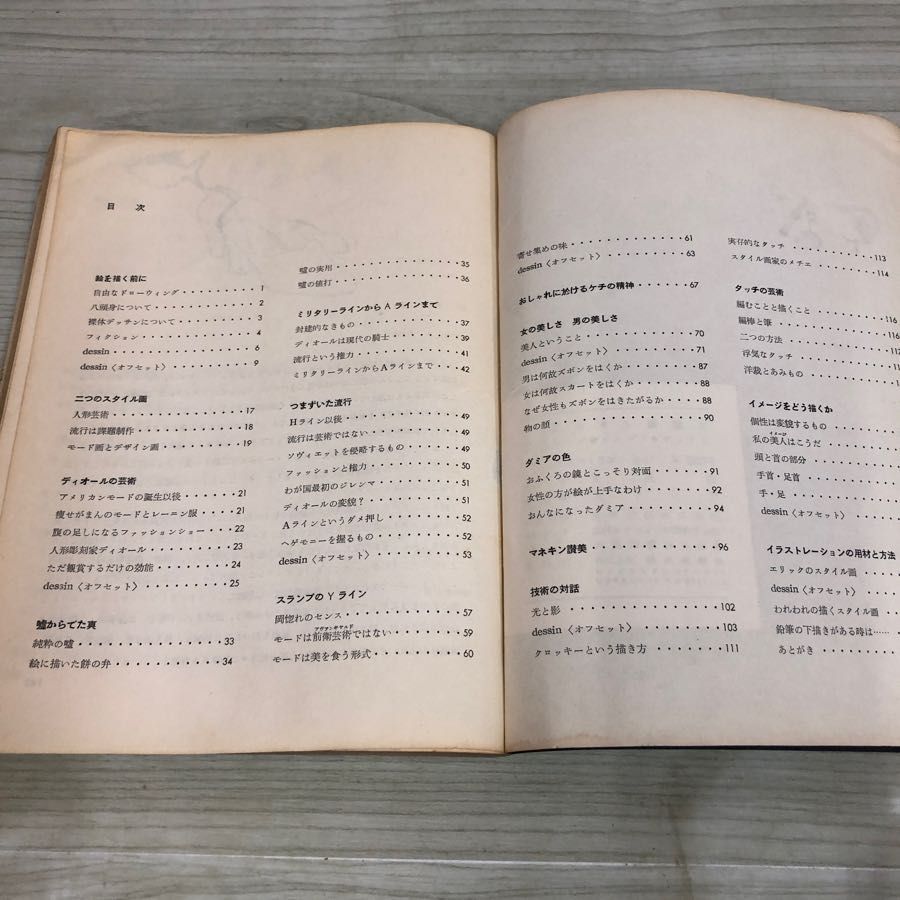 目次
絵を描く前に
自由なドローウィング・・・・・・・・1
八頭身について・・・・・・・・2
裸体デッサンについて・・・・・・・・3
フィクション・・・・・・・・4
dessin・・・・・・・・6
dessin〈オフセット〉・・・・・・・・9
二つのスタイル画
人形芸術・・・・・・・・17
流行は課題制作・・・・・・・・18
モード画とデザイン画・・・・・・・・19
ディオールの芸術
アメリカンモードの誕生以後・・・・・21
痩せがまんのモードとレーニン服・・・・21
腹の足しになるファッションショー・・・・22
人形彫刻家ディオール・・・・・・・・23
ただ観賞するだけの効能・・・・・・・・24
dessin〈オフセット〉・・・・・・・・25
嘘からでた真
純粋の嘘・・・・・・・・33
絵に描いた餅の弁・・・・・・・・34
嘘の実用・・・・・・・・35
嘘の値打・・・・・・・・36
ミリタリーラインから A ラインまて
封建的なきもの・・・・・・・・37
ディオールは現代の騎士・・・・・・・・39
流行という権力・・・・・・・・41
ミリタリーラインからAラインまで・・・・42
つまずいた流行
Hライン以後・・・・・・・・49
流行は芸術ではない・・・・・・・・49
ソヴィエットを侵略するもの・・・・・49
ファッションと権力・・・・・・・・50
わが国最初のジレンマ・・・・・・・・51
ディオールの変貌？・・・・・・・・51
Aラインというダメ押し・・・・・・・・52
ヘゲモニーを握るもの・・・・・・・・52
dessin〈オフセット〉・・・・・・・・53
スランプの Y ライン
岡惚れのセンス・・・・・・・・57
モードは前衛芸術ではない・・・・・・59
モードは美を食う形式・・・・・・・・60
寄せ集めの味・・・・・・・・61
dessin〈オフセット〉・・・・・・・・63
おしゃれに於けるケチの精神・・・・・67
女の美しさ 男の美しさ
美人ということ・・・・・・・・70
dessin〈オフセット〉・・・・・・・・71
男は何故ズボンをはくか・・・・・・・・87
女は何故スカートをはくか・・・・・・88
なぜ女性もズボンをはきたがるか・・・・88
物の顔・・・・・・・・90
ダミアの色
おふくろの鏡とこっそり対面・・・・・91
女性の方が絵が上手なわけ・・・・・・92
おんなになったダミア・・・・・・・・94
マネキン讃美・・・・・・・・96
技術の対話
光と影・・・・・・・・102
dessin〈オフセット〉・・・・・・・・103
クロッキーという描き方・・・・・・・・111
実存的なタッチ・・・・・・・・113
スタイル画家のメチエ・・・・・・・・114
タッチの芸術
編むことと描くこと・・・・・・・・116
編棒と筆・・・・・・・・116
二つの方法・・・・・・・・
浮気なタッチ・・・・・・・・
洋裁とあみもの・・・・・・・・
イメージをどう描くか
個性は変貌するもの・・・・・・
私の美人はこうだ・・・・・・
頭と首の部分・・・・・・
手首・足首・・・・・・
手・足・・・・・・
dessin〈オフセット〉・・・・・・
イラストレーションの用材と方法
エリックのスタイル画・・・・
dessin〈オフセット〉・・・・
われわれの描くスタイル画・・・
鉛筆の下描きがある時は……・・・
あとがき・・・・・・